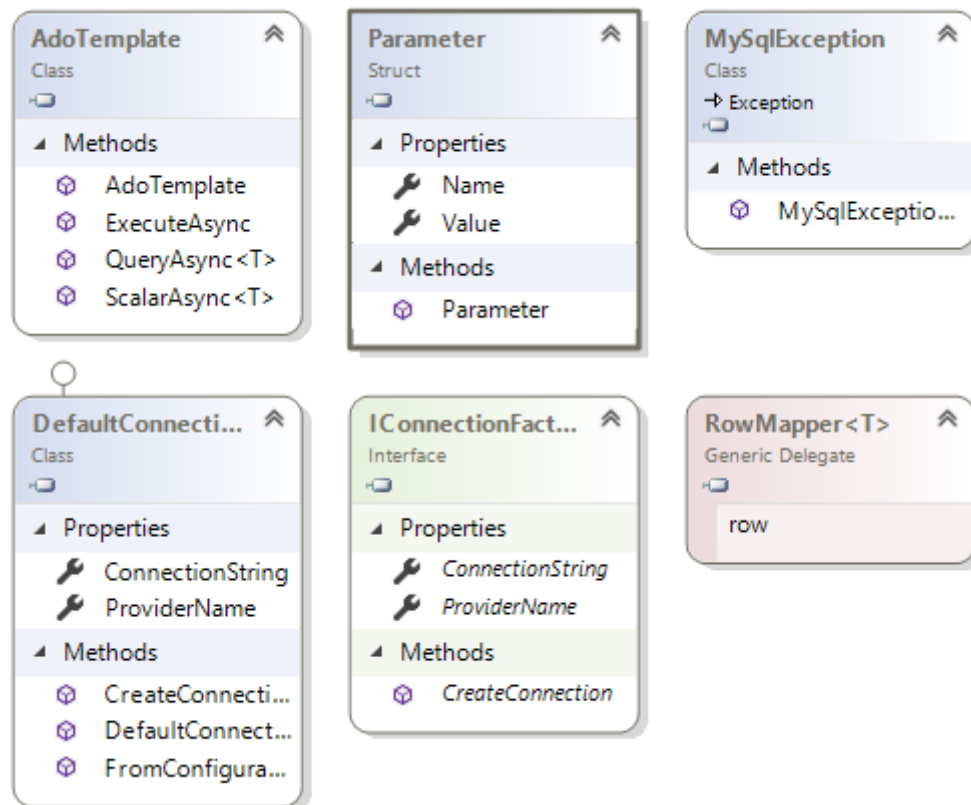 AdoTemplate
Class
Methods
AdoTemplate
ExecuteAsync
QueryAsync<T>
ScalarAsync<T>
Parameter
Struct
Properties
Name
Value
Methods
Parameter
MySqlException
Class
Exception
Methods
MySqlExceptio...
DefaultConnecti...
Class
Properties
ConnectionString
ProviderName
Methods
CreateConnecti...
DefaultConnect...
FromConfigura...
IConnectionFact...
Interface
Properties
ConnectionString
ProviderName
Methods
CreateConnection
RowMapper<T>
Generic Delegate
row